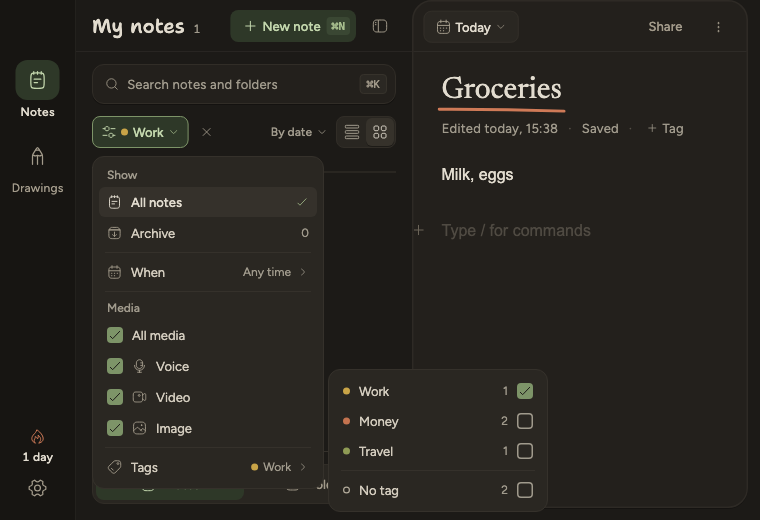 My notes 1
+ New note ⌘N
Today
Share
Search notes and folders ⌘K
Notes
Work
By date
Drawings
Groceries
Edited today, 15:38 · Saved · + Tag
Milk, eggs
+ Type / for commands
Show
All notes
Archive 0
When Any time
Media
All media
Voice
Video
Image
Tags Work
Work 1
Money 2
Travel 1
No tag 2
1 day